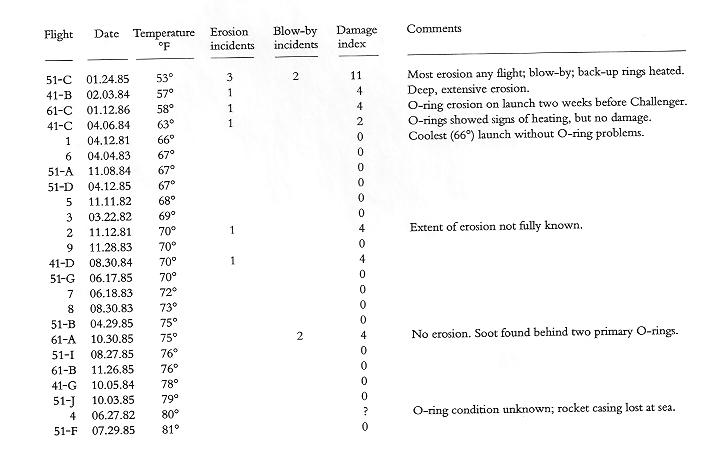 Flight Date Temperature °F Erosion incidents Blow-by incidents Damage index Comments
51-C 01.24.85 53° 3 2 11 Most erosion any flight; blow-by; back-up rings heated.
41-B 02.03.84 57° 1 4 Deep, extensive erosion.
61-C 01.12.86 58° 1 4 O-ring erosion on launch two weeks before Challenger.
41-C 04.06.84 63° 1 2 O-rings showed signs of heating, but no damage.
1 04.12.81 66° 0 Coolest (66°) launch without O-ring problems.
6 04.04.83 67° 0
51-A 11.08.84 67° 0
51-D 04.12.85 67° 0
5 11.11.82 68° 0
3 03.22.82 69° 0
2 11.12.81 70° 1 4 Extent of erosion not fully known.
9 11.28.83 70° 0
41-D 08.30.84 70° 1 4
51-G 06.17.85 70° 0
7 06.18.83 72° 0
8 08.30.83 73° 0
51-B 04.29.85 75° 0
61-A 10.30.85 75° 2 4 No erosion. Soot found behind two primary O-rings.
51-I 08.27.85 76° 0
61-B 11.26.85 76° 0
41-G 10.05.84 78° 0
51-J 10.03.85 79° 0
4 06.27.82 80° ? O-ring condition unknown; rocket casing lost at sea.
51-F 07.29.85 81° 0